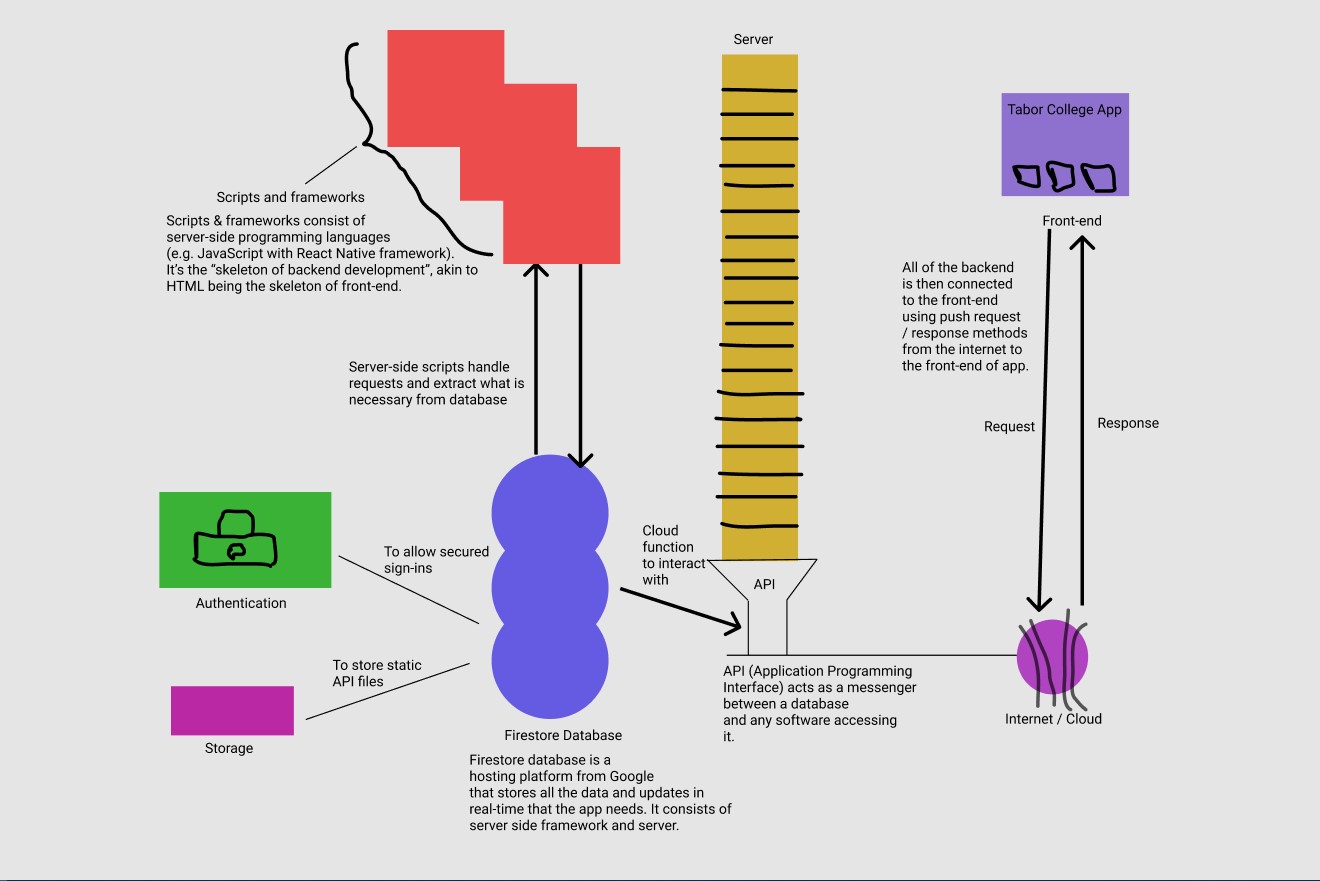 Server
Tabor College App
Scripts and frameworks
Scripts & frameworks consist of
server-side programming languages
(e.g. JavaScript with React Native framework).
It’s the “skeleton of backend development”, akin to
HTML being the skeleton of front-end.
Front-end
All of the backend
is then connected
to the front-end
using push request
/ response methods
from the internet to
the front-end of app.
Server-side scripts handle
requests and extract what is
necessary from database
Request
Response
To allow secured
sign-ins
Authentication
Cloud
function
to interact
with
API
To store static
API files
Storage
API (Application Programming
Interface) acts as a messenger
between a database
and any software accessing
it.
Internet / Cloud
Firestore Database
Firestore database is a
hosting platform from Google
that stores all the data and updates in
real-time that the app needs. It consists of
server side framework and server.